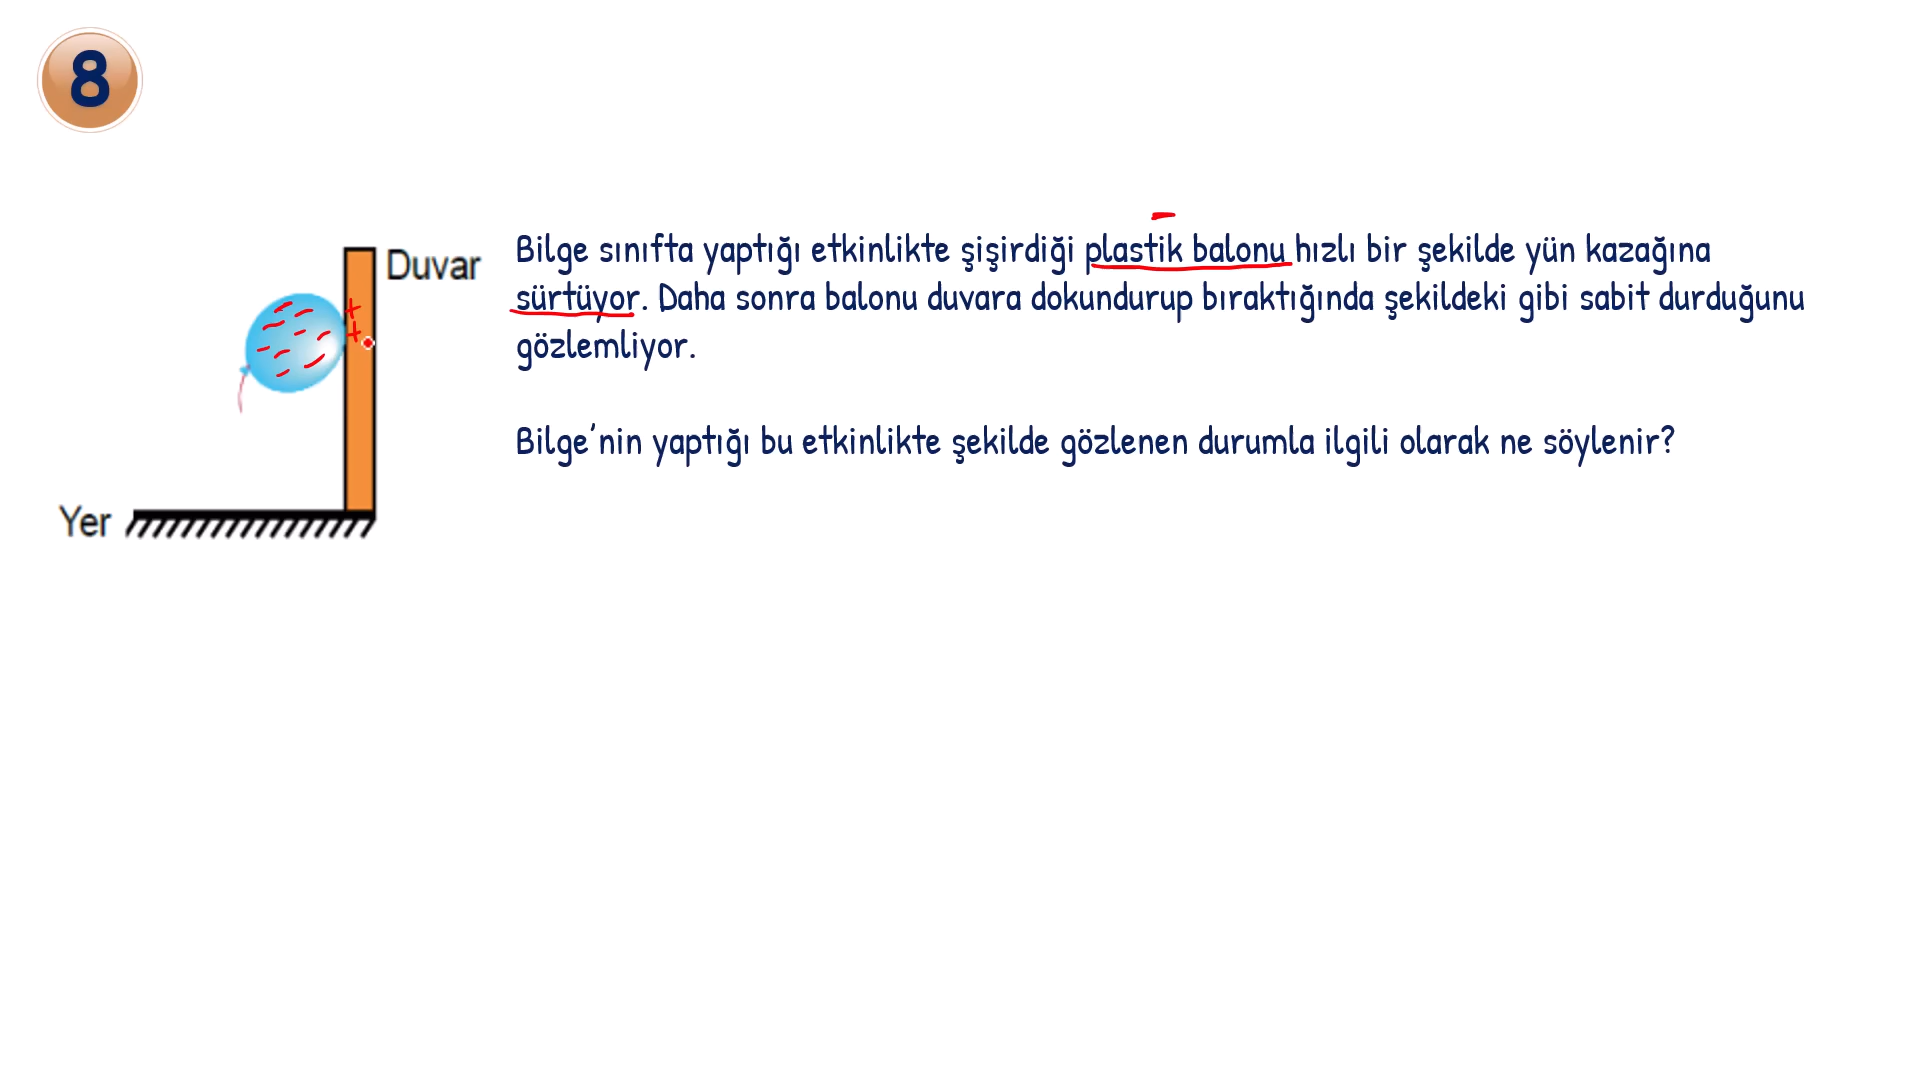 8
Duvar
Bilge sınıfta yaptığı etkinlikte şişirdiği plastik balonu hızlı bir şekilde yün kazağına
sürtüyor. Daha sonra balonu duvara dokundurup bıraktığında şekildeki gibi sabit durduğunu
gözlemliyor.
Bilge'nin yaptığı bu etkinlikte şekilde gözlenen durumla ilgili olarak ne söylenir?
Yer